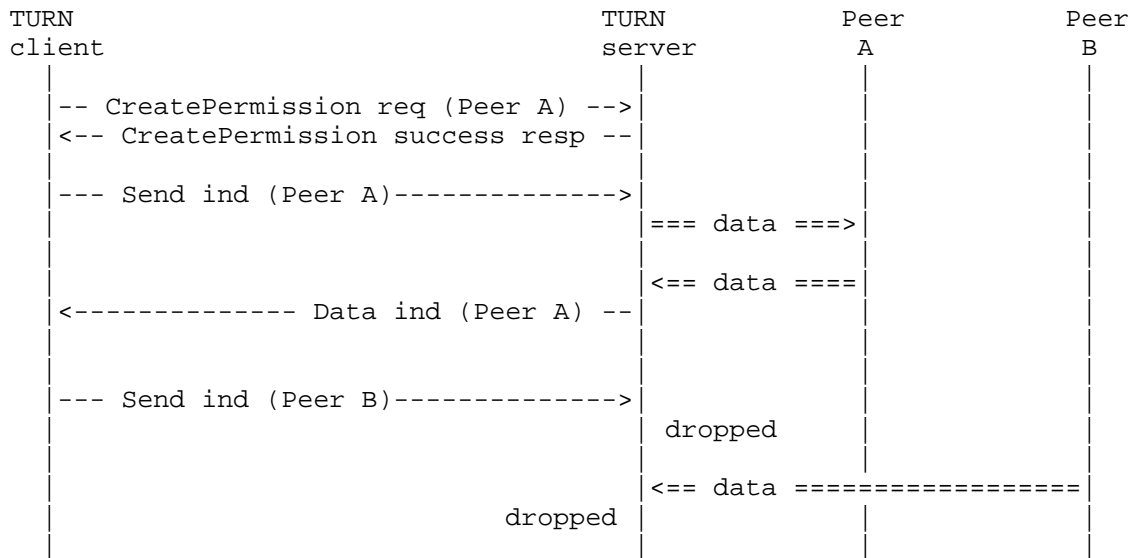 TURN TURN Peer Peer
client server A B
|-- CreatePermission req (Peer A) -->|
|<-- CreatePermission success resp --|
|--- Send ind (Peer A)-------------->|
|=== data ===>|
|<== data ====|
|<-------------- Data ind (Peer A) --|
|--- Send ind (Peer B)-------------->|
| dropped |
|<== data ==================|
dropped |